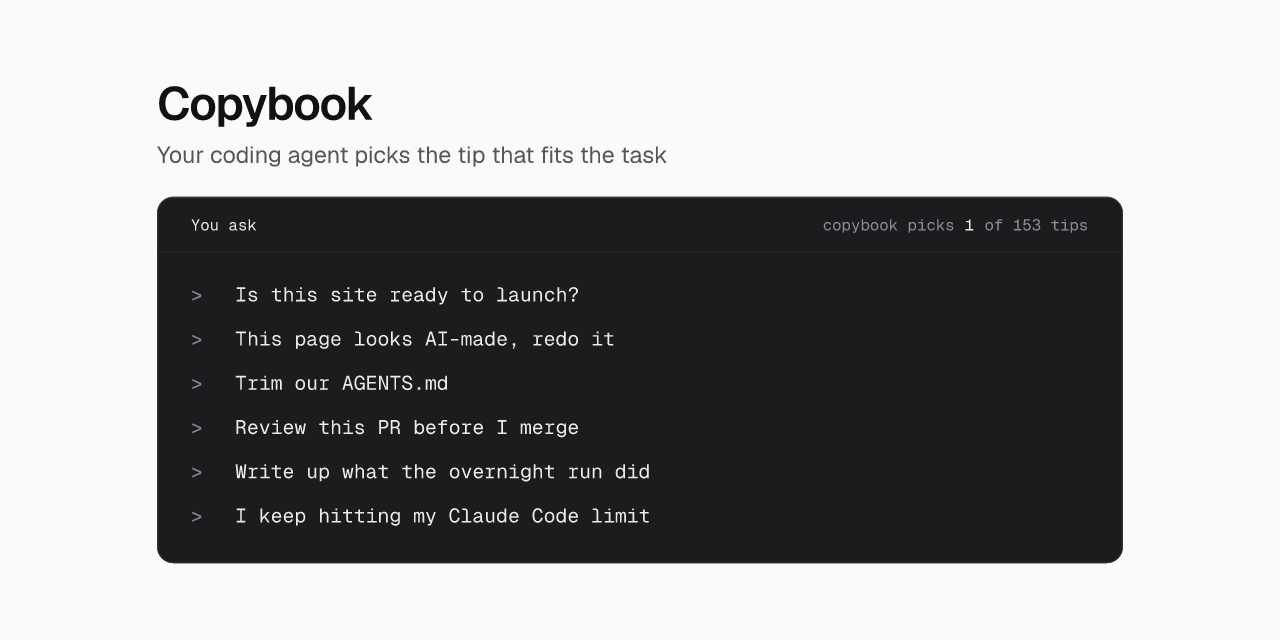 Copybook
Your coding agent picks the tip that fits the task
You ask
copybook picks 1 of 153 tips
> Is this site ready to launch?
> This page looks AI-made, redo it
> Trim our AGENTS.md
> Review this PR before I merge
> Write up what the overnight run did
> I keep hitting my Claude Code limit